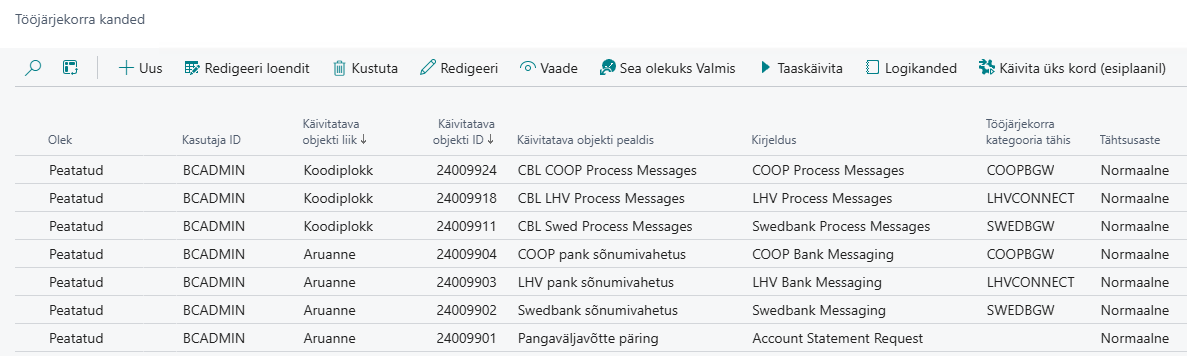 Tööjärjekorra kanded
Uus Redigeeri loendit Kustuta Redigeeri Vaade Sea olekuks Valmis Taaskäivita Logikanded Käivita üks kord (esiplaanil)
Olek Kasutaja ID Käivitatava objekti liik ↓ Käivitatava objekti ID ↓ Käivitatava objekti pealdis Kirjeldus Tööjärjekorra kategooria tähis Tähtsusaste
Peatatud BCADMIN Koodiplokk 24009924 CBL COOP Process Messages COOP Process Messages COOPBGW Normaalne
Peatatud BCADMIN Koodiplokk 24009918 CBL LHV Process Messages LHV Process Messages LHVCONNECT Normaalne
Peatatud BCADMIN Koodiplokk 24009911 CBL Swed Process Messages Swedbank Process Messages SWEDBGW Normaalne
Peatatud BCADMIN Aruanne 24009904 COOP pank sõnumivahetus COOP Bank Messaging COOPBGW Normaalne
Peatatud BCADMIN Aruanne 24009903 LHV pank sõnumivahetus LHV Bank Messaging LHVCONNECT Normaalne
Peatatud BCADMIN Aruanne 24009902 Swedbank sõnumivahetus Swedbank Messaging SWEDBGW Normaalne
Peatatud BCADMIN Aruanne 24009901 Pangaväljavõtte päring Account Statement Request Normaalne